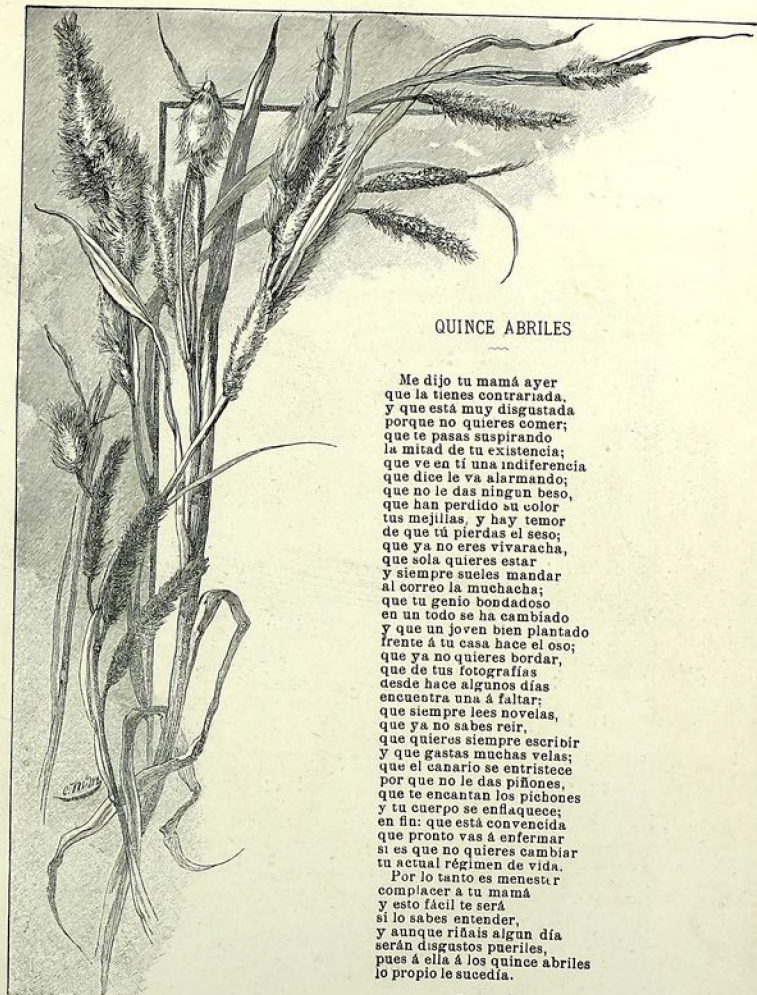 QUINCE ABRILES
Me dijo tu mamá ayer
que la tienes contrariada,
y que está muy disgustada
porque no quieres comer;
que te pasas suspirando
la mitad de tu existencia;
que ve en tí una indiferencia
que dice le va alarmando;
que no le das ningun beso,
que han perdido su color
tus mejillas, y hay temor
de que tú pierdas el seso;
que ya no eres vivaracha,
que sola quieres estar
y siempre sueles mandar
al correo la muchacha;
que tu genio bondadoso
en un todo se ha cambiado
y que un joven bien plantado
frente á tu casa hace el oso;
que ya no quieres bordar,
que de tus fotografías
desde hace algunos días
encuentra una á faltar;
que siempre lees novelas,
que ya no sabes reir,
que quieres siempre escribir
y que gastas muchas velas;
que el canario se entristece
por que no le das piñones,
que te encantan los pichones
y tu cuerpo se enflaquece;
en fin: que está convencida
que pronto vas á enfermar
si es que no quieres cambiar
tu actual régimen de vida.
Por lo tanto es menester
complacer a tu mamá
y esto fácil te será
si lo sabes entender,
y aunque riñais algun día
serán disgustos pueriles,
pues á ella á los quince abriles
lo propio le sucedía.